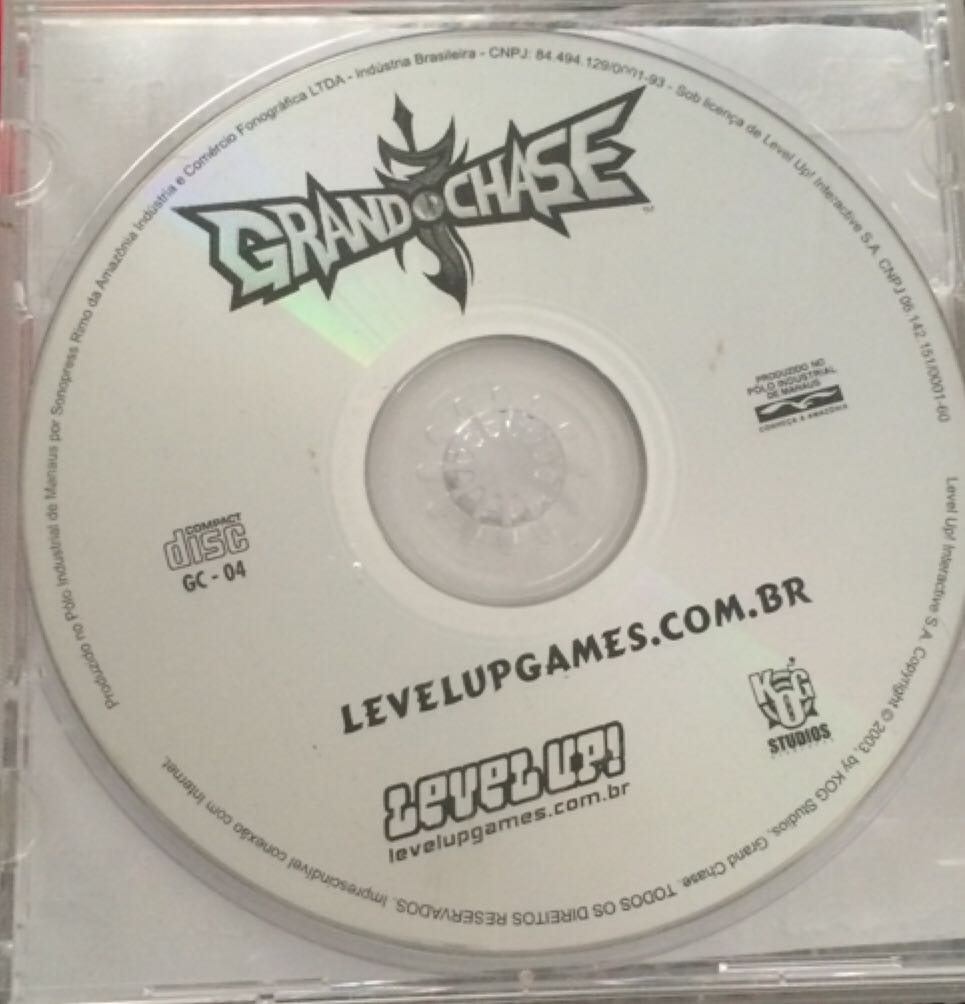 Produzido no Pólo Industrial de Manaus por Sonopress Rimo da Amazônia Indústria e Comércio Fonográfica LTDA - Indústria Brasileira - CNPJ: 84.494.129/0001-93 - Sob licença de Level Up! Interactive S.A. CNPJ 06.142.151/0001-60
GRAND CHASE
TM
PRODUZIDO NO
PÓLO INDUSTRIAL
DE MANAUS
CONHEÇA A AMAZÔNIA
COMPACT
disc
GC - 04
LEVELUPGAMES.COM.BR
KOG
STUDIOS
LEVEL UP!
levelupgames.com.br
Level Up! Interactive S.A. Copyright © 2003, by KOG Studios, Grand Chase. TODOS OS DIREITOS RESERVADOS. Imprescindível conexão com Internet.